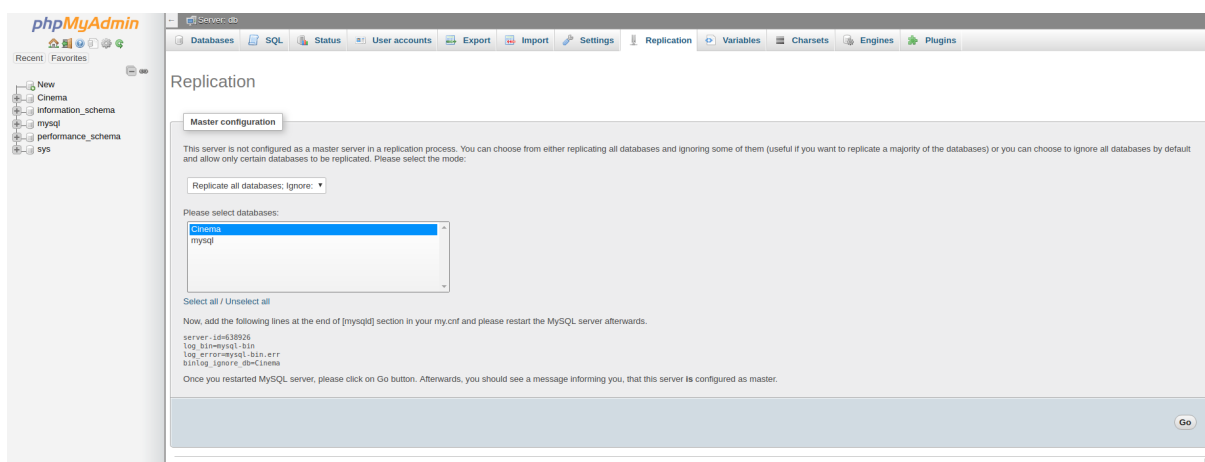 phpMyAdmin
Recent Favorites
New
Cinema
information_schema
mysql
performance_schema
sys
Server: db
Databases SQL Status User accounts Export Import Settings Replication Variables Charsets Engines Plugins
Replication
Master configuration
This server is not configured as a master server in a replication process. You can choose from either replicating all databases and ignoring some of them (useful if you want to replicate a majority of the databases) or you can choose to ignore all databases by default
and allow only certain databases to be replicated. Please select the mode:
Replicate all databases; Ignore:
Please select databases:
Cinema
mysql
Select all / Unselect all
Now, add the following lines at the end of [mysqld] section in your my.cnf and please restart the MySQL server afterwards.
server-id=638926
log_bin=mysql-bin
log_error=mysql-bin.err
binlog_ignore_db=Cinema
Once you restarted MySQL server, please click on Go button. Afterwards, you should see a message informing you, that this server is configured as master.
Go